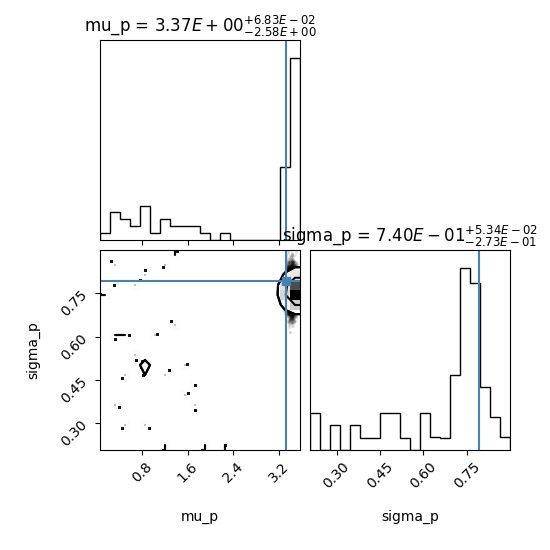 mu_p = 3.37E+00+6.83E−02 −2.58E+00
sigma_p = 7.40E−01+5.34E−02 −2.73E−01
sigma_p
0.75
0.60
0.45
0.30
0.8 1.6 2.4 3.2
mu_p
0.30 0.45 0.60 0.75
sigma_p